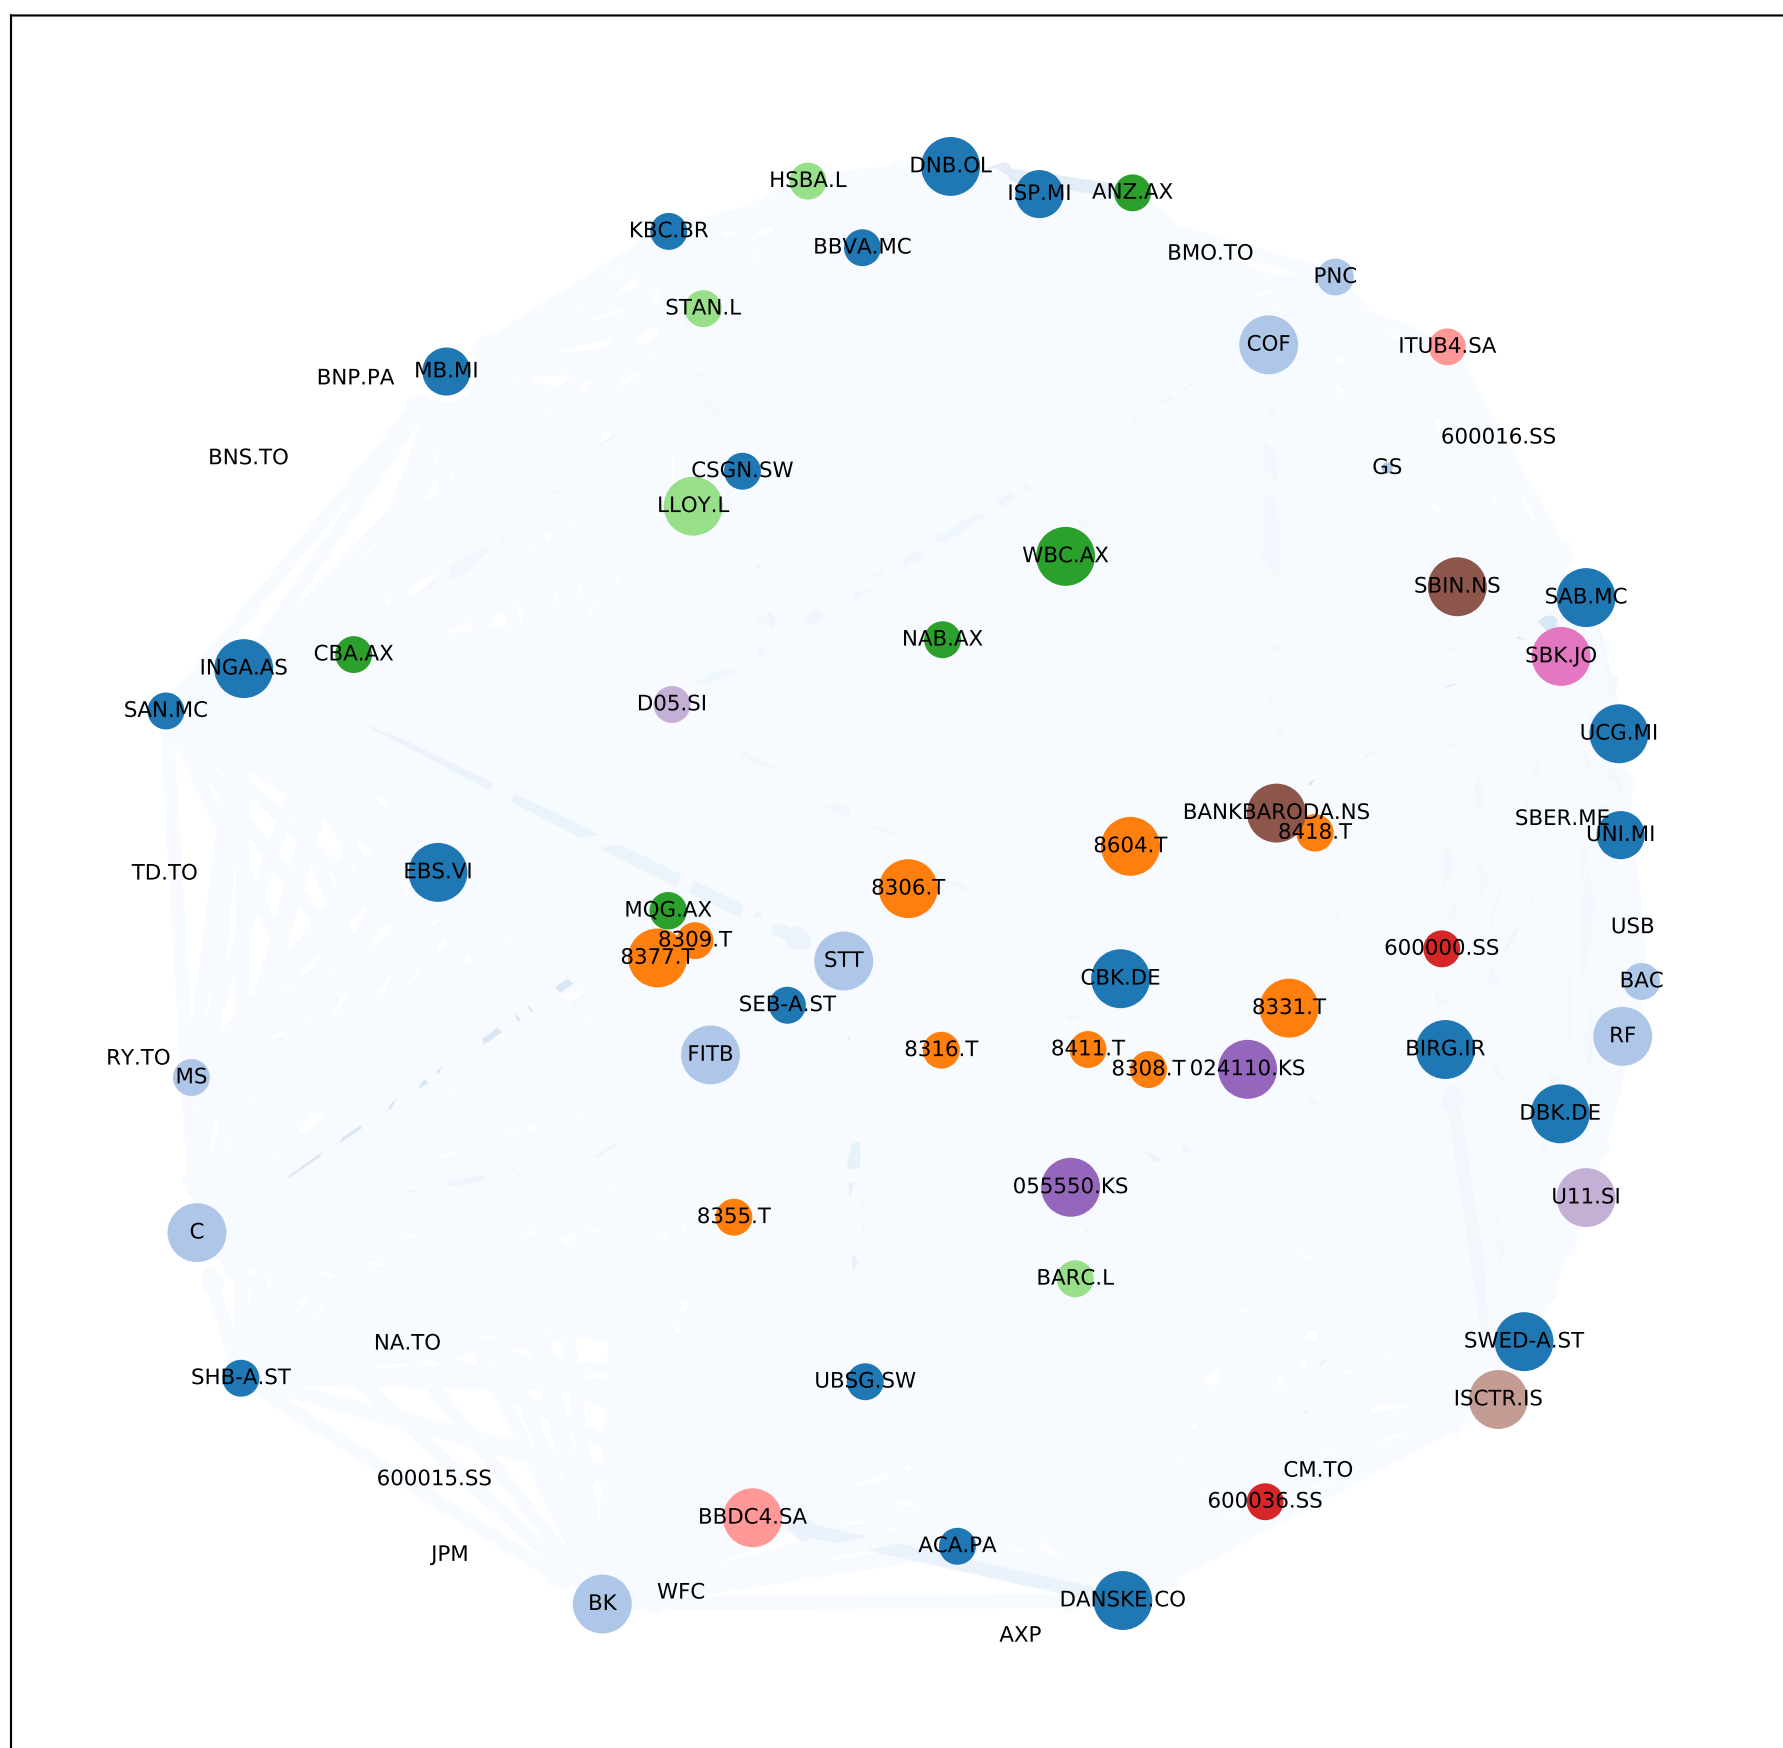 DNB.OL
HSBA.L
ISP.MI
ANZ.AX
KBC.BR
BBVA.MC
BMO.TO
PNC
STAN.L
COF
ITUB4.SA
MB.MI
BNP.PA
600016.SS
BNS.TO
GS
CSGN.SW
LLOY.L
WBC.AX
SBIN.NS
SAB.MC
NAB.AX
CBA.AX
SBK.JO
INGA.AS
D05.SI
SAN.MC
UCG.MI
BANKBARODA.NS
SBER.ME
8418.T
UNI.MI
8604.T
TD.TO
EBS.VI
8306.T
MQG.AX
USB
8309.T
600000.SS
8377.T
STT
CBK.DE
BAC
SEB-A.ST
8331.T
RF
8316.T
8411.T
BIRG.IR
FITB
RY.TO
8308.T
024110.KS
MS
DBK.DE
055550.KS
U11.SI
8355.T
C
BARC.L
SWED-A.ST
NA.TO
SHB-A.ST
UBSG.SW
ISCTR.IS
CM.TO
600015.SS
600036.SS
BBDC4.SA
ACA.PA
JPM
WFC
DANSKE.CO
BK
AXP